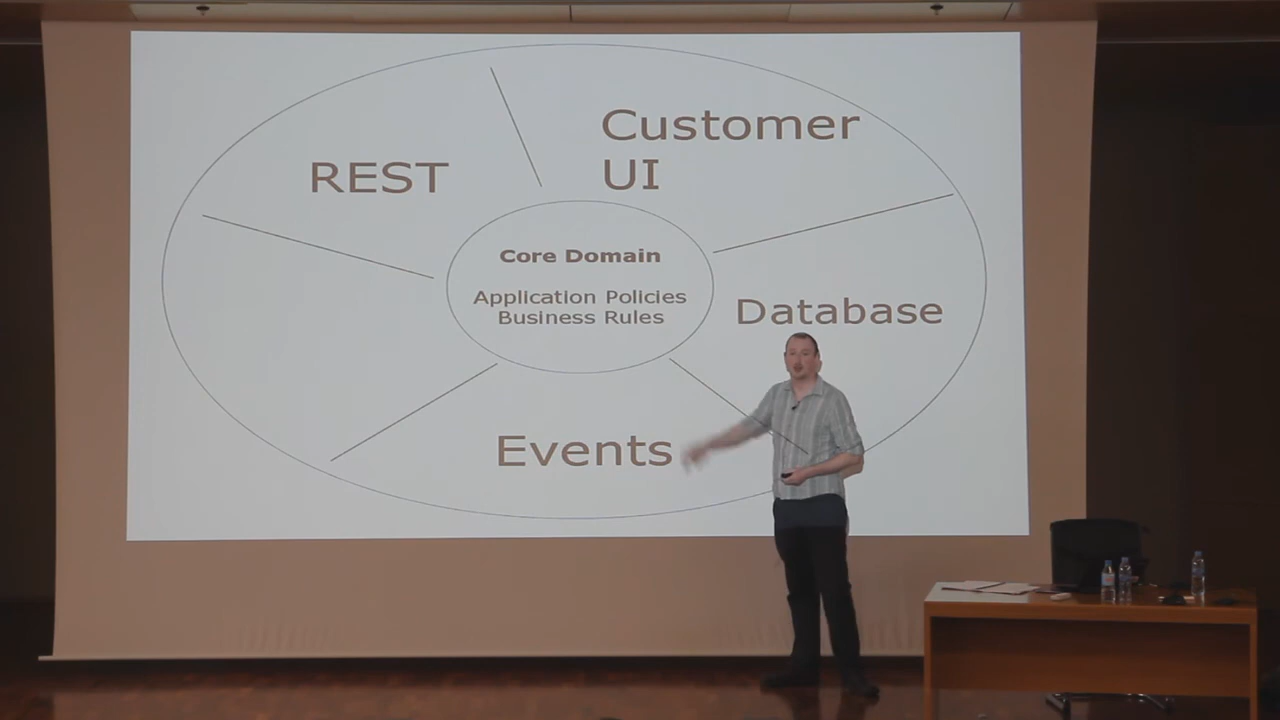 Customer
UI
REST
Core Domain
Application Policies
Business Rules
Database
Events